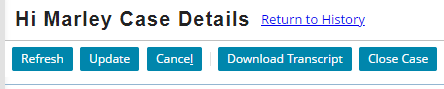 Hi Marley Case Details Return to History
Refresh Update Cancel Download Transcript Close Case